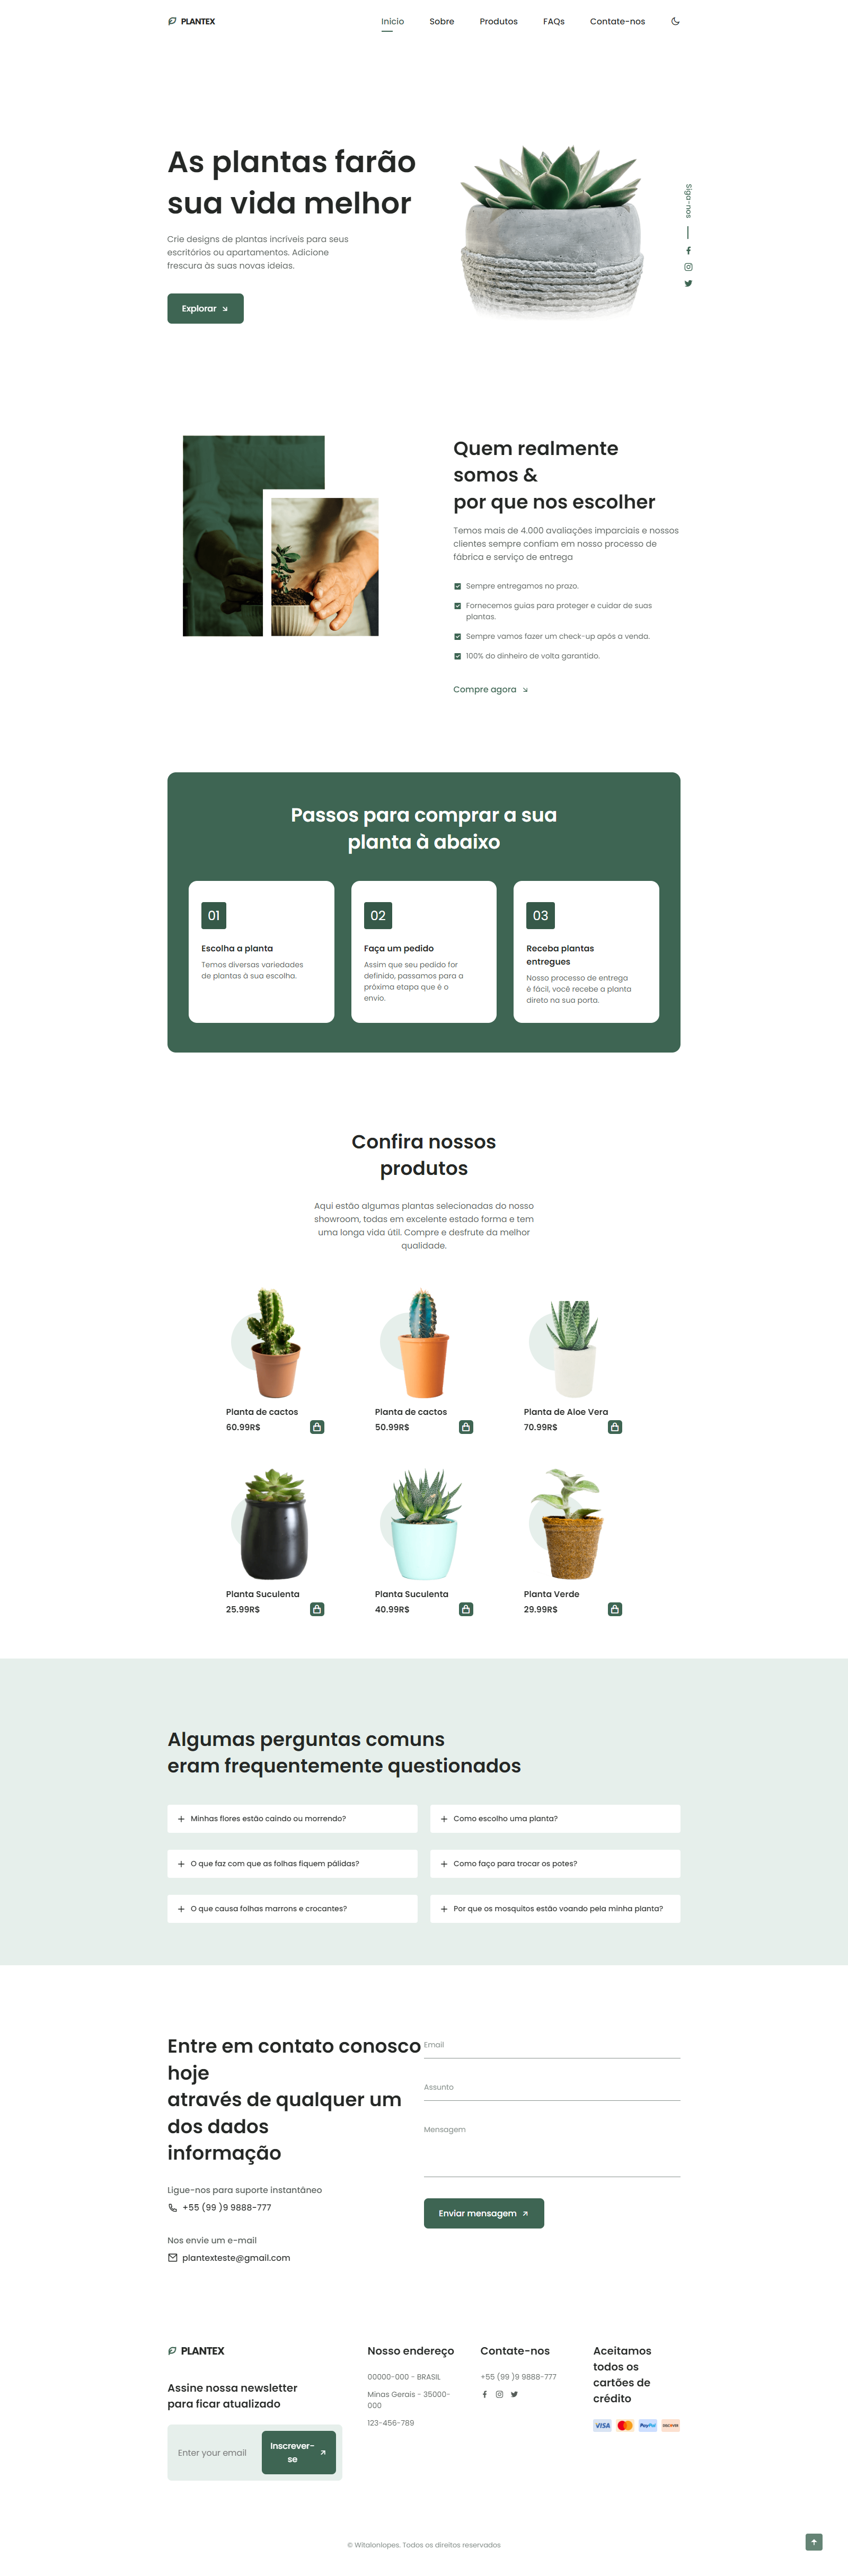 PLANTEX
Inicio
Sobre
Produtos
FAQs
Contate-nos
As plantas farão
sua vida melhor
Crie designs de plantas incríveis para seus
escritórios ou apartamentos. Adicione
frescura às suas novas ideias.
Explorar
Siga-nos
Quem realmente
somos &
por que nos escolher
Temos mais de 4.000 avaliações imparciais e nossos
clientes sempre confiam em nosso processo de
fábrica e serviço de entrega
Sempre entregamos no prazo.
Fornecemos guias para proteger e cuidar de suas
plantas.
Sempre vamos fazer um check-up após a venda.
100% do dinheiro de volta garantido.
Compre agora
Passos para comprar a sua
planta à abaixo
01
Escolha a planta
Temos diversas variedades
de plantas à sua escolha.
02
Faça um pedido
Assim que seu pedido for
definido, passamos para a
próxima etapa que é o
envio.
03
Receba plantas
entregues
Nosso processo de entrega
é fácil, você recebe a planta
direto na sua porta.
Confira nossos
produtos
Aqui estão algumas plantas selecionadas do nosso
showroom, todas em excelente estado forma e tem
uma longa vida útil. Compre e desfrute da melhor
qualidade.
Planta de cactos
60.99R$
Planta de cactos
50.99R$
Planta de Aloe Vera
70.99R$
Planta Suculenta
25.99R$
Planta Suculenta
40.99R$
Planta Verde
29.99R$
Algumas perguntas comuns
eram frequentemente questionados
Minhas flores estão caindo ou morrendo?
Como escolho uma planta?
O que faz com que as folhas fiquem pálidas?
Como faço para trocar os potes?
O que causa folhas marrons e crocantes?
Por que os mosquitos estão voando pela minha planta?
Entre em contato conosco
hoje
através de qualquer um
dos dados
informação
Ligue-nos para suporte instantâneo
+55 (99 )9 9888-777
Nos envie um e-mail
plantexteste@gmail.com
Email
Assunto
Mensagem
Enviar mensagem
PLANTEX
Assine nossa newsletter
para ficar atualizado
Enter your email
Inscrever-
se
Nosso endereço
00000-000 - BRASIL
Minas Gerais - 35000-
000
123-456-789
Contate-nos
+55 (99 )9 9888-777
Aceitamos
todos os
cartões de
crédito
VISA
PayPal
DISCOVER
© Witalonlopes. Todos os direitos reservados